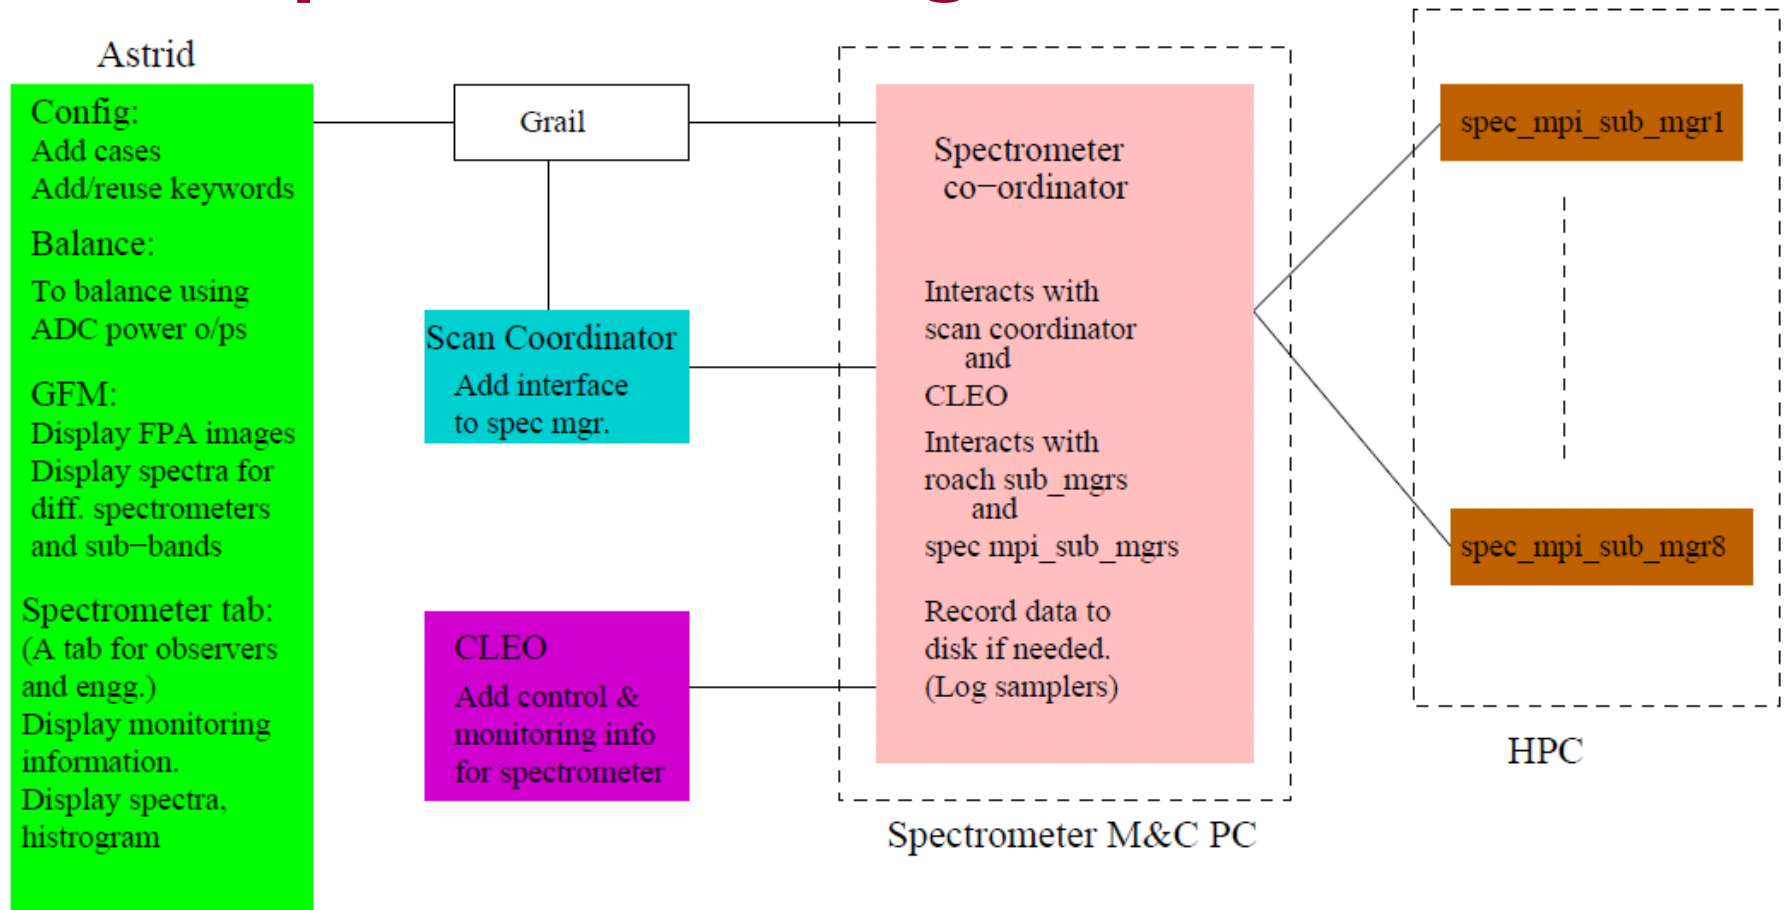 Astrid
Config:
Add cases
Add/reuse keywords
Balance:
To balance using
ADC power o/ps
GFM:
Display FPA images
Display spectra for
diff. spectrometers
and sub−bands
Spectrometer tab:
(A tab for observers
and engg.)
Display monitoring
information.
Display spectra,
histrogram
Grail
Scan Coordinator
Add interface
to spec mgr.
CLEO
Add control &
monitoring info
for spectrometer
Spectrometer
co−ordinator
Interacts with
scan coordinator
and
CLEO
Interacts with
roach sub_mgrs
and
spec mpi_sub_mgrs
Record data to
disk if needed.
(Log samplers)
Spectrometer M&C PC
spec_mpi_sub_mgr1
spec_mpi_sub_mgr8
HPC